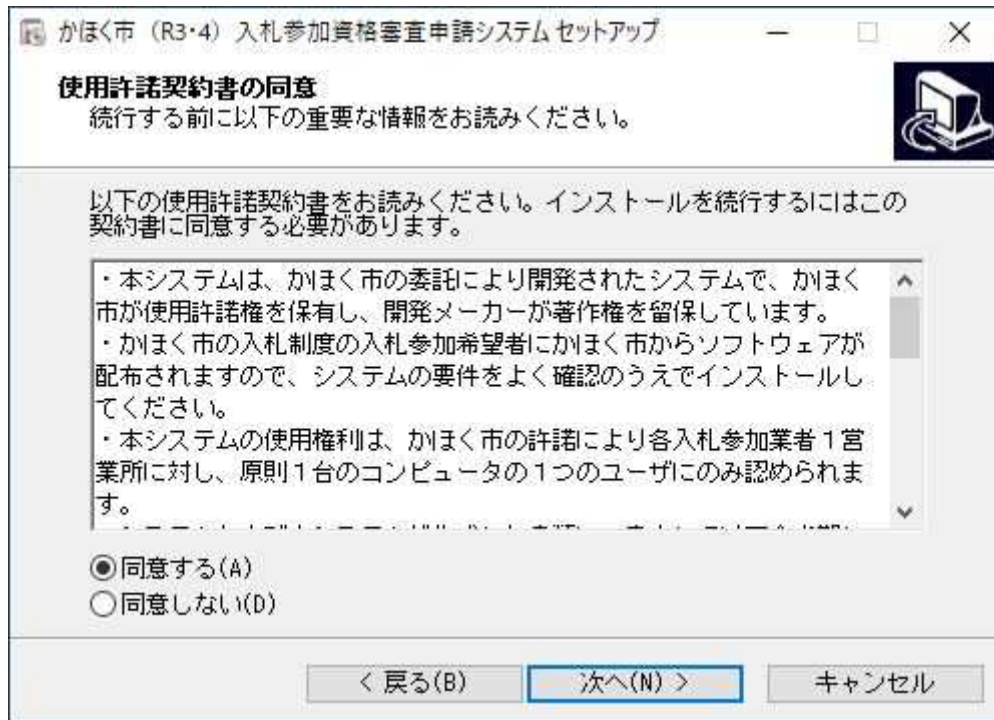 かほく市（R3・4）入札参加資格審査申請システム セットアップ
使用許諾契約書の同意
続行する前に以下の重要な情報をお読みください。
以下の使用許諾契約書をお読みください。インストールを続行するにはこの
契約書に同意する必要があります。
・本システムは、かほく市の委託により開発されたシステムで、かほく
市が使用許諾権を保有し、開発メーカーが著作権を留保しています。
・かほく市の入札制度の入札参加希望者にかほく市からソフトウェアが
配布されますので、システムの要件をよく確認のうえでインストールし
てください。
・本システムの使用権利は、かほく市の許諾により各入札参加業者１営
業所に対し、原則１台のコンピュータの１つのユーザにのみ認められま
す。
同意する(A)
同意しない(D)
< 戻る(B)
次へ(N) >
キャンセル